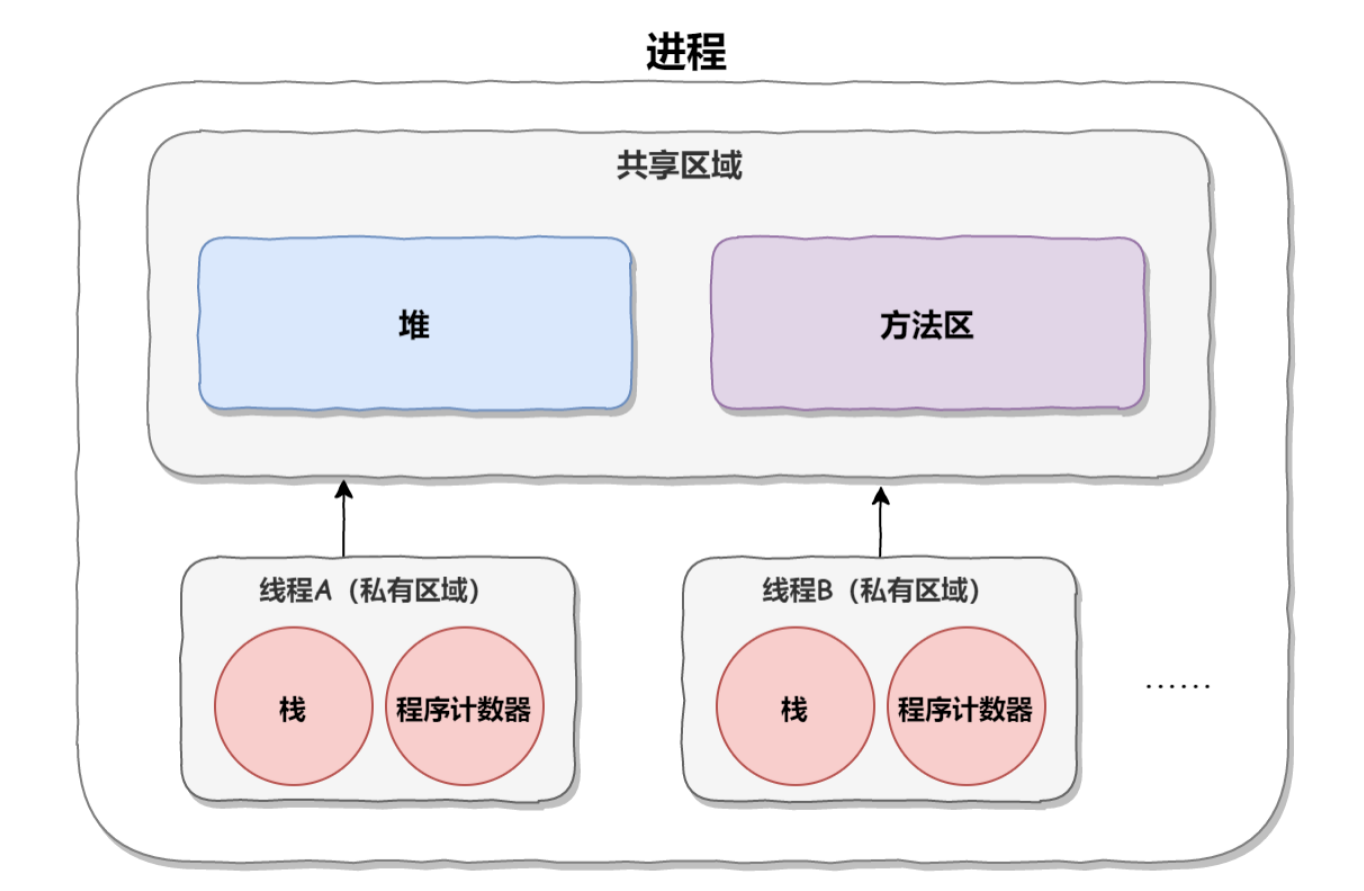 进程
共享区域
堆
方法区
线程A（私有区域）
栈
程序计数器
线程B（私有区域）
栈
程序计数器
……